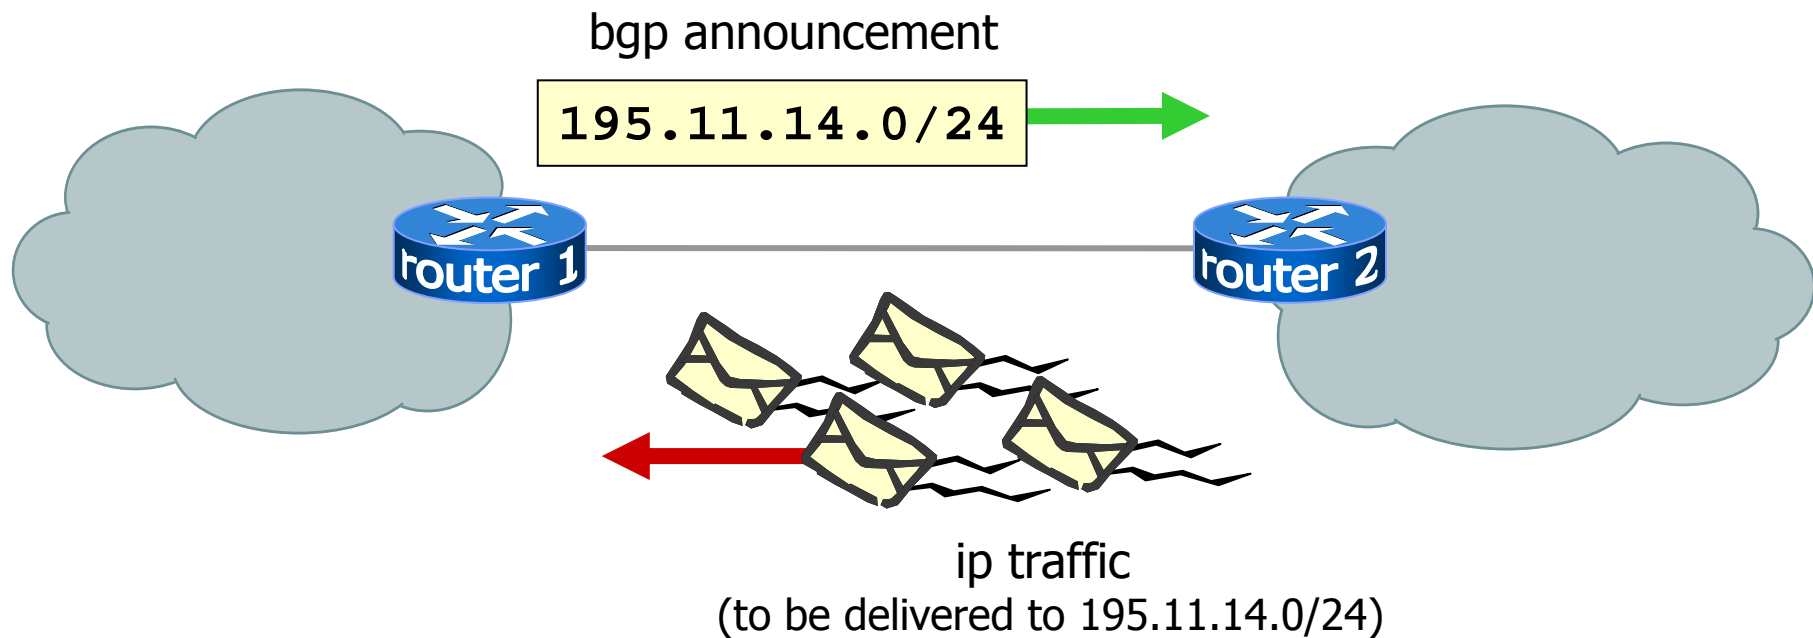 bgp announcement
195.11.14.0/24
router 1
router 2
ip traffic
(to be delivered to 195.11.14.0/24)